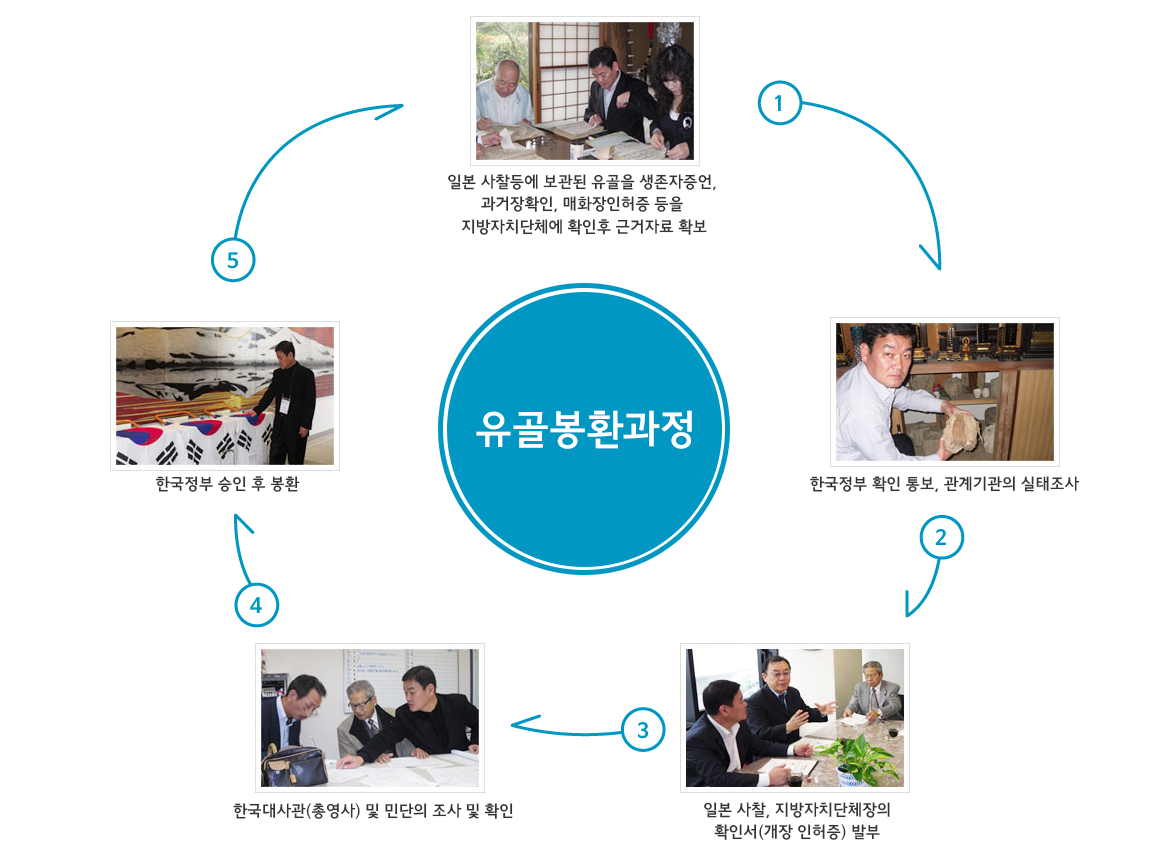 1
일본 사찰등에 보관된 유골을 생존자증언,
과거장확인, 매화장인허증 등을
지방자치단체에 확인후 근거자료 확보
5
유골봉환과정
한국정부 승인 후 봉환
한국정부 확인 통보, 관계기관의 실태조사
2
4
3
한국대사관(총영사) 및 민단의 조사 및 확인
일본 사찰, 지방자치단체장의
확인서(개장 인허증) 발부